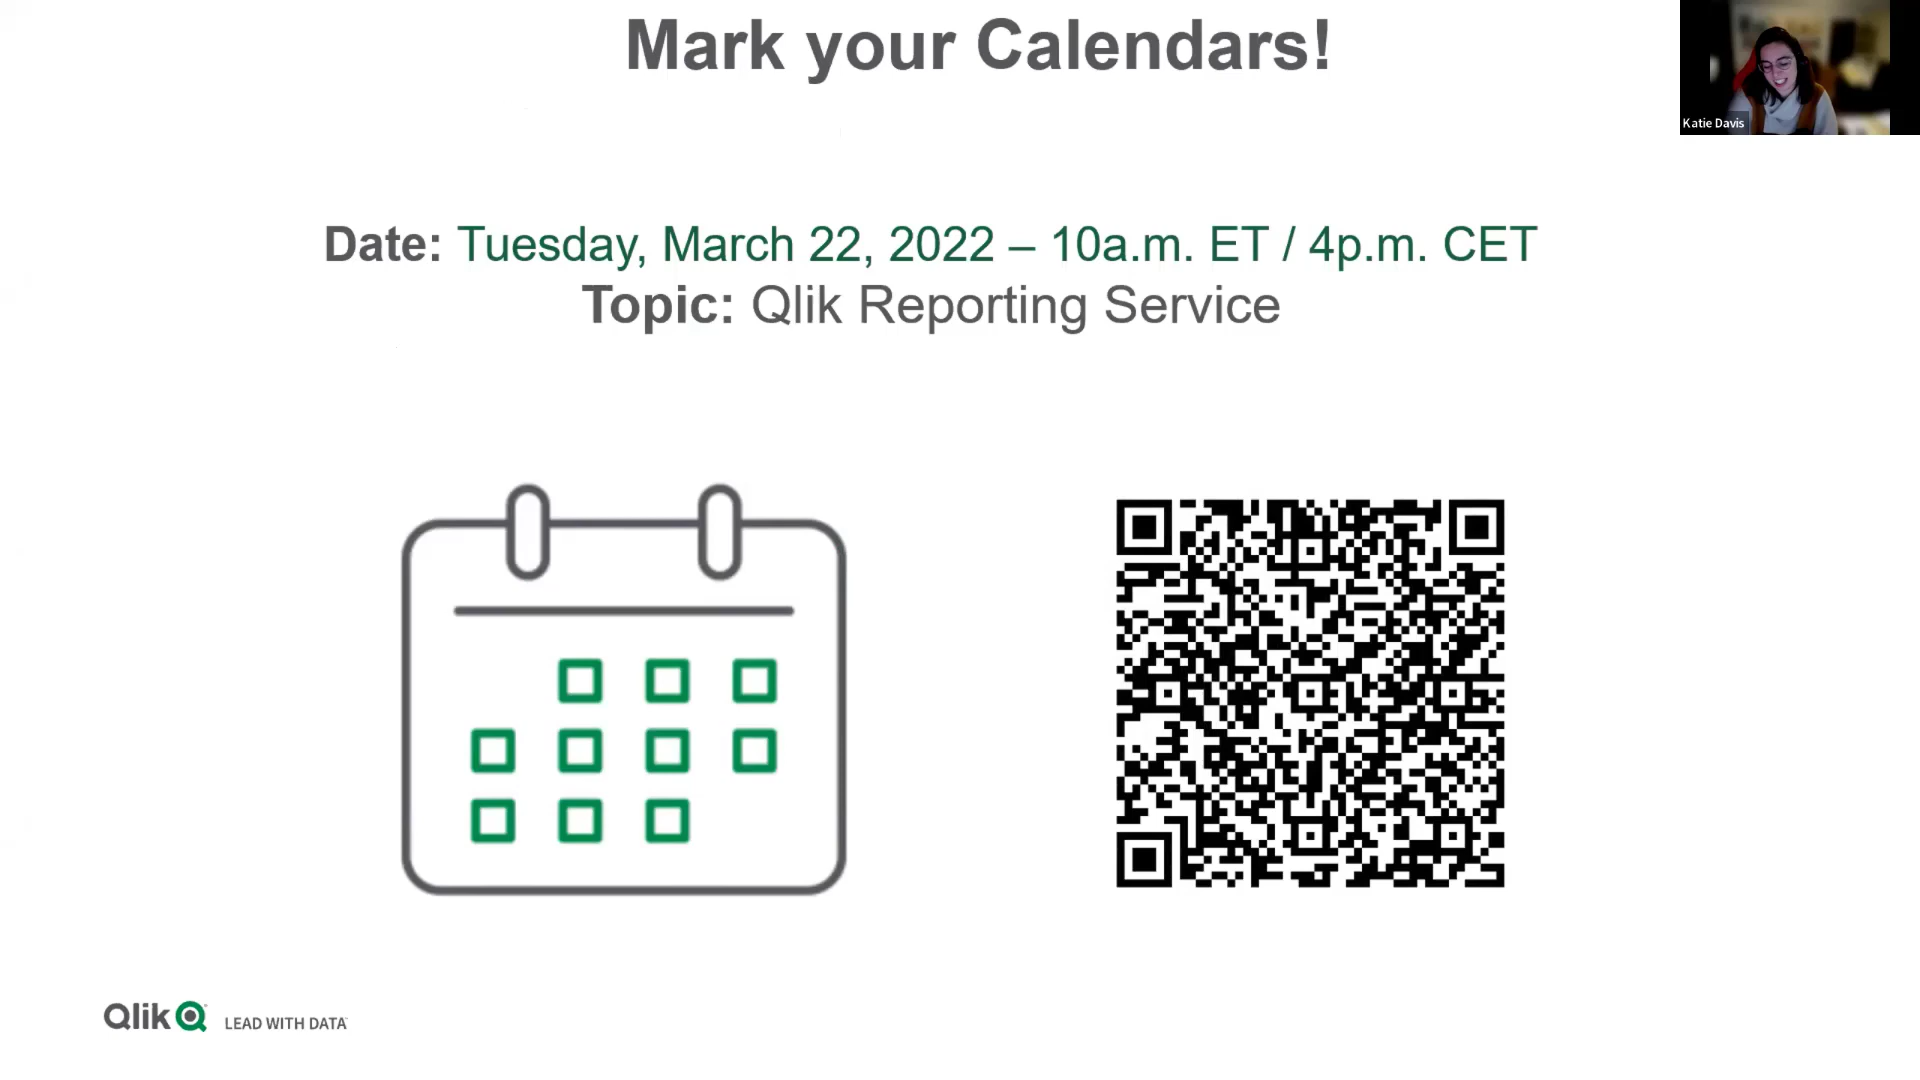 Mark your Calendars!
Katie Davis
Date: Tuesday, March 22, 2022 – 10a.m. ET / 4p.m. CET
Topic: Qlik Reporting Service
Qlik LEAD WITH DATA